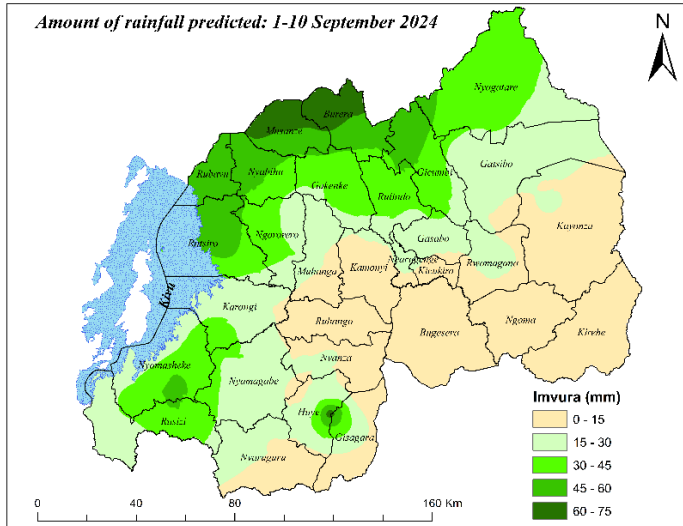 Amount of rainfall predicted: 1-10 September 2024
N
Nyagatare
Burera
Musanze
Gatsibo
Rubavu
Nyabihu
Gakenke
Rulindo
Gicumbi
Kayonza
Rutsiro
Ngororero
Gasabo
Nyarugenge
Kicukiro
Rwamagana
Muhanga
Kamonyi
Kivu
Karongi
Ruhango
Bugesera
Ngoma
Kirehe
Nyamasheke
Nyanza
Nyamagabe
Huye
Rusizi
Gisagara
Nyaruguru
Imvura (mm)
0 - 15
15 - 30
30 - 45
45 - 60
60 - 75
0 80 160 Km